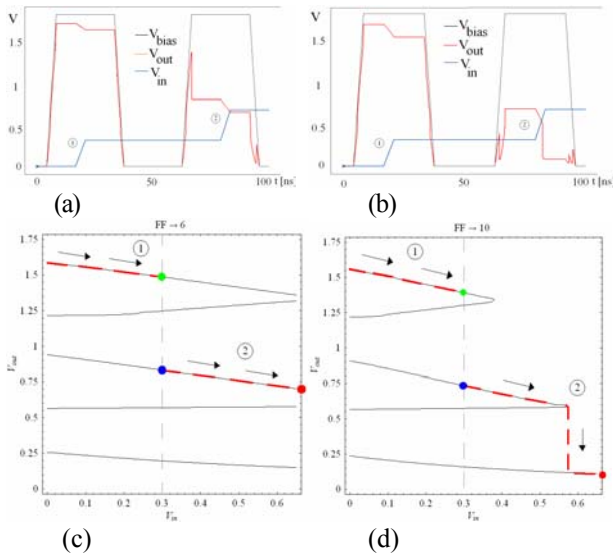 V
1.5
1
0.5
0
V_bias
V_out
V_in
①
②
0
50
100 t [ns]
(a)
V
1.5
1
0.5
0
V_bias
V_out
V_in
①
②
0
50
100 t [ns]
(b)
FF → 6
1.75
1.5
1.25
1
0.75
0.5
0.25
0
V_out
①
②
0 0.1 0.2 0.3 0.4 0.5 0.6
V_in
(c)
FF → 10
1.75
1.5
1.25
1
0.75
0.5
0.25
0
V_out
①
②
0 0.1 0.2 0.3 0.4 0.5 0.6
V_in
(d)